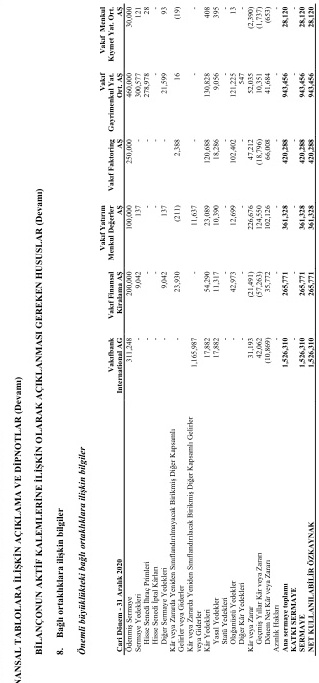 NANSAL TABLOLARA İLİŞKİN AÇIKLAMA VE DİPNOTLAR (Devamı)
BİLANÇONUN AKTİF KALEMLERİNE İLİŞKİN OLARAK AÇIKLANMASI GEREKEN HUSUSLAR (Devamı)
8. Bağlı ortaklıklara ilişkin bilgiler
Önemli büyüklükteki bağlı ortaklıklara ilişkin bilgiler
Vakıfbank Vakıf Finansal Vakıf Yatırım Vakıf Faktoring Vakıf Vakıf Menkul
Cari Dönem - 31 Aralık 2020 International AG Kiralama AŞ Menkul Değerler AŞ AŞ Gayrimenkul Yat. Ort. AŞ Kıymet Yat. Ort. AŞ
Ödenmiş Sermaye 311,248 200,000 100,000 250,000 460,000 30,000
Sermaye Yedekleri - 9,042 137 - 300,577 121
Hisse Senedi İhraç Primleri - - - - 278,978 28
Hisse Senedi İptal Karları - - - - - -
Diğer Sermaye Yedekleri - 9,042 137 - 21,599 93
Kâr veya Zararda Yeniden Sınıflandırılmayacak Birikmiş Diğer Kapsamlı
Gelirler veya Giderler - 23,930 (211) 2,388 16 (19)
Kâr veya Zararda Yeniden Sınıflandırılacak Birikmiş Diğer Kapsamlı Gelirler
veya Giderler 1,165,987 - 11,637 - - -
Kâr Yedekleri 17,882 54,290 23,089 120,688 130,828 408
Yasal Yedekler 17,882 11,317 10,390 18,286 9,056 395
Statü Yedekleri - - - - - -
Olağanüstü Yedekler - 42,973 12,699 102,402 121,225 13
Diğer Kâr Yedekleri - - - - 547 -
Kâr veya Zarar 31,193 (21,491) 226,676 47,212 52,035 (2,390)
Geçmiş Yıllar Kâr veya Zararı 42,062 (57,263) 124,550 (18,796) 10,351 (1,737)
Dönem Net Kâr veya Zararı (10,869) 35,772 102,126 66,008 41,684 (653)
Azınlık Hakları - - - - - -
Ana sermaye toplamı 1,526,310 265,771 361,328 420,288 943,456 28,120
KATKI SERMAYE - - - - - -
SERMAYE 1,526,310 265,771 361,328 420,288 943,456 28,120
NET KULLANILABİLİR ÖZKAYNAK 1,526,310 265,771 361,328 420,288 943,456 28,120